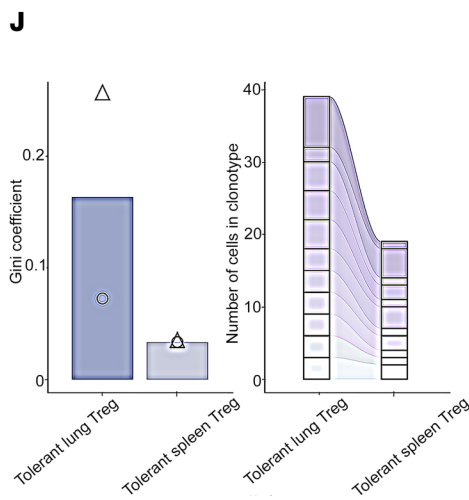 J
Gini coefficient
0.2
0.1
0
Tolerant lung Treg
Tolerant spleen Treg
Number of cells in clonotype
40
30
20
10
0
Tolerant lung Treg
Tolerant spleen Treg